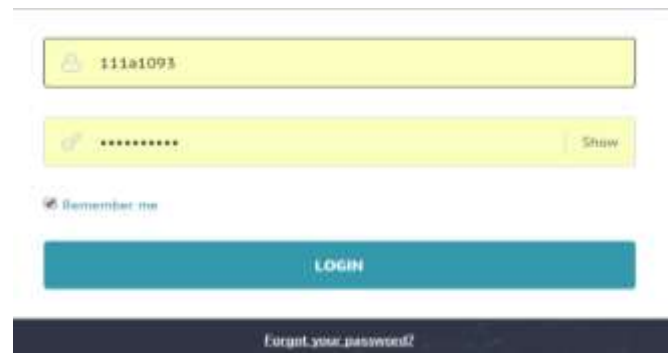 111a1093
•••••••••• Show
Remember me
LOGIN
Forgot your password?